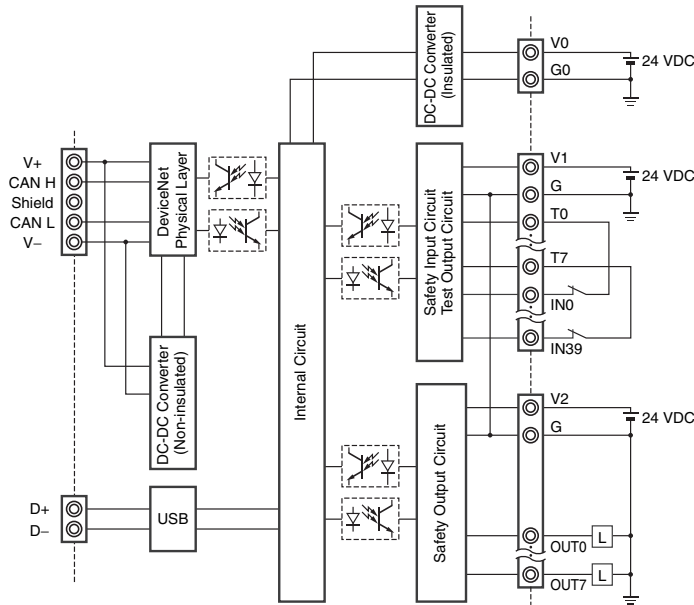 V0
G0
24 VDC
DC-DC Converter
(Insulated)
V+
CAN H
Shield
CAN L
V−
DeviceNet
Physical Layer
DC-DC Converter
(Non-insulated)
D+
D−
USB
Internal Circuit
Safety Input Circuit
Test Output Circuit
V1
G
24 VDC
T0
T7
IN0
IN39
Safety Output Circuit
V2
G
24 VDC
OUT0
L
OUT7
L